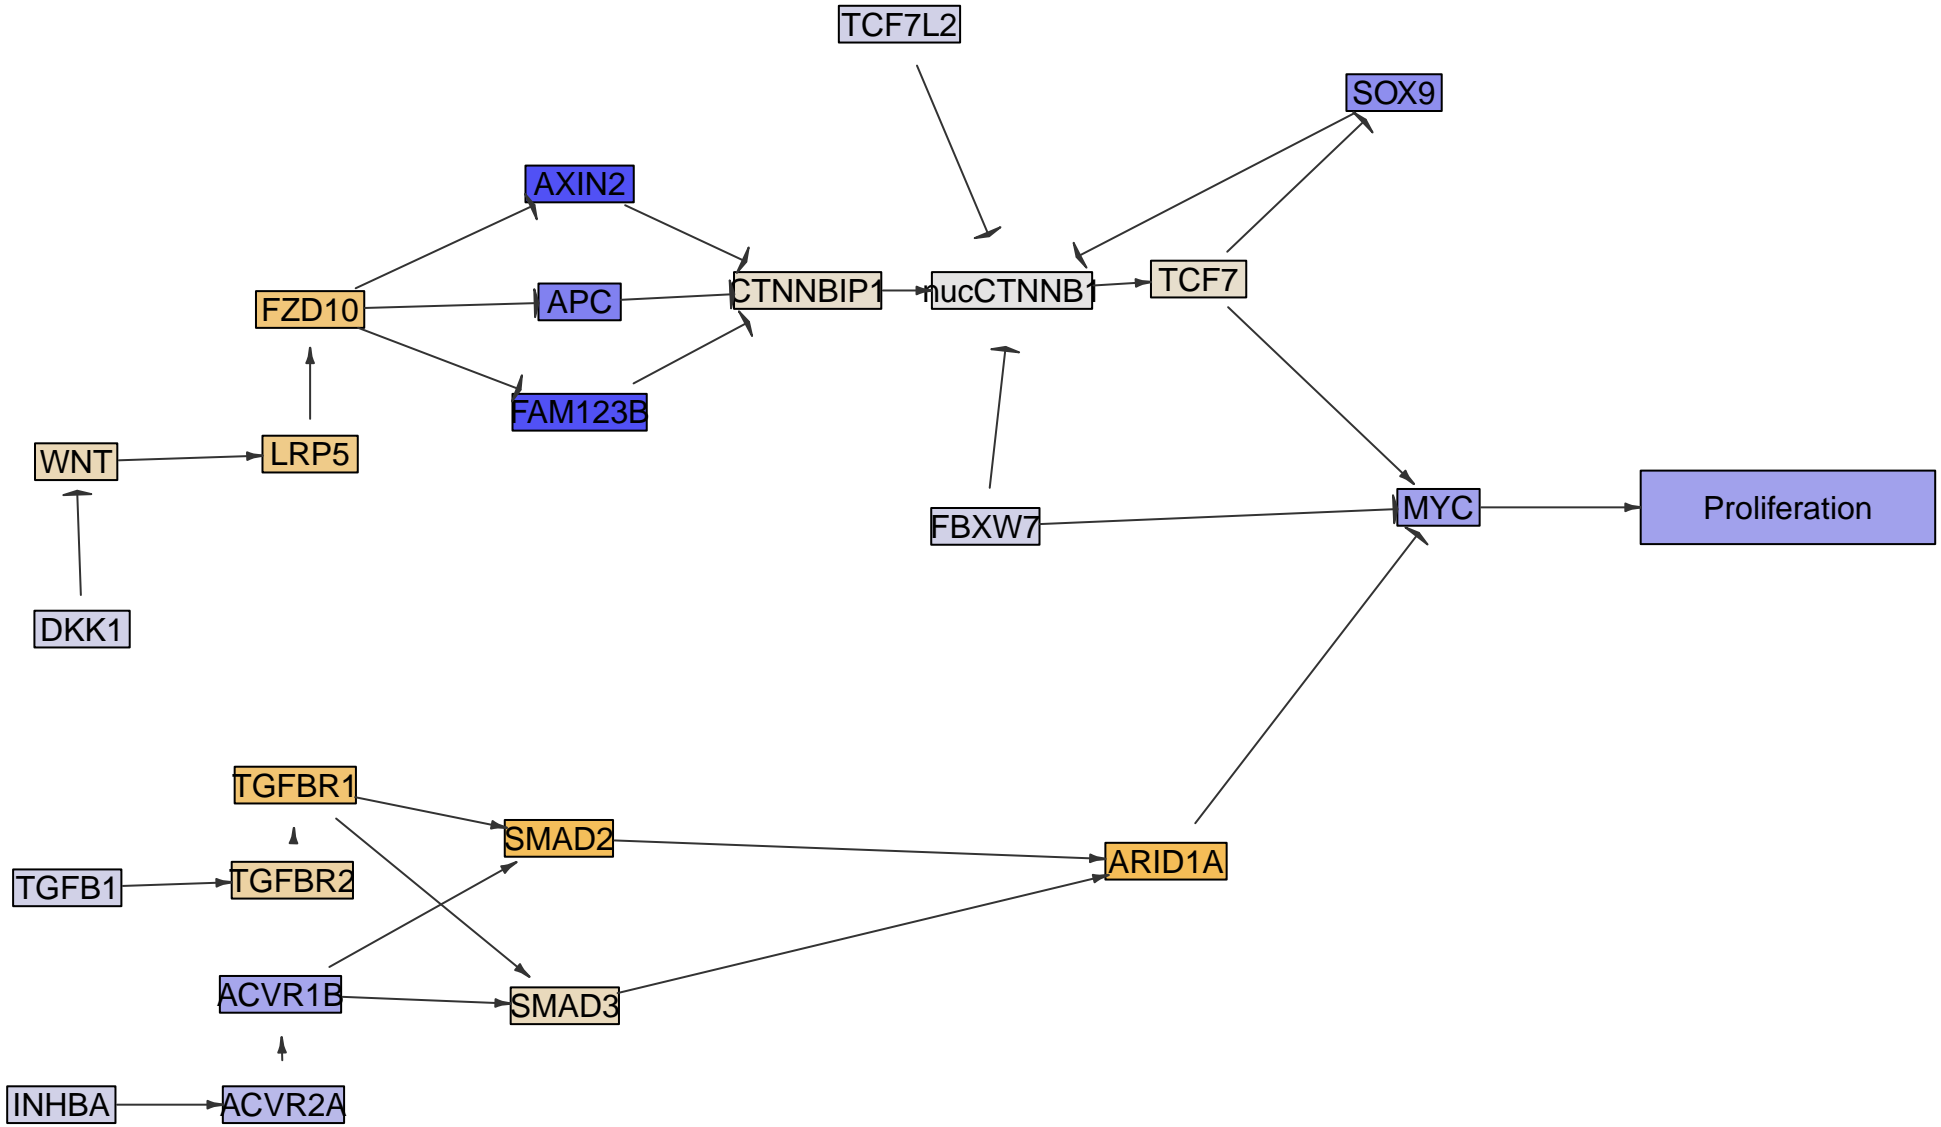 TCF7L2
SOX9
AXIN2
CTNNBIP1
nucCTNNB1
TCF7
FZD10
APC
FAM123B
WNT
LRP5
FBXW7
MYC
Proliferation
DKK1
TGFBR1
SMAD2
ARID1A
TGFB1
TGFBR2
ACVR1B
SMAD3
INHBA
ACVR2A